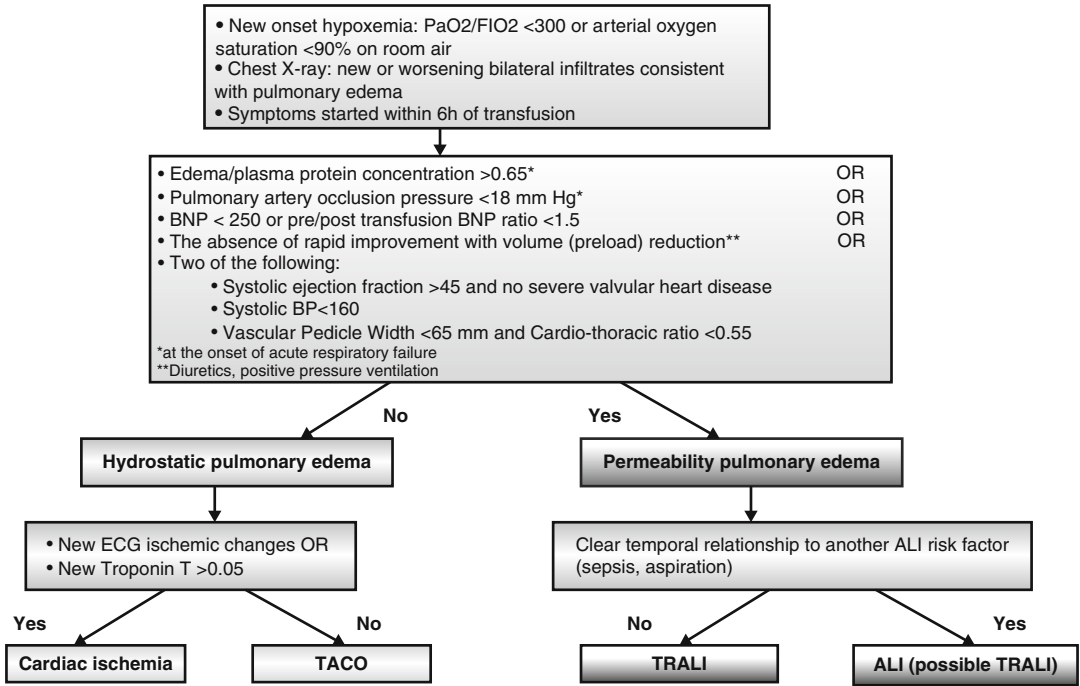 • New onset hypoxemia: PaO2/FIO2 <300 or arterial oxygen
saturation <90% on room air
• Chest X-ray: new or worsening bilateral infiltrates consistent
with pulmonary edema
• Symptoms started within 6h of transfusion
• Edema/plasma protein concentration >0.65* OR
• Pulmonary artery occlusion pressure <18 mm Hg* OR
• BNP < 250 or pre/post transfusion BNP ratio <1.5 OR
• The absence of rapid improvement with volume (preload) reduction** OR
• Two of the following:
• Systolic ejection fraction >45 and no severe valvular heart disease
• Systolic BP<160
• Vascular Pedicle Width <65 mm and Cardio-thoracic ratio <0.55
*at the onset of acute respiratory failure
**Diuretics, positive pressure ventilation
No Yes
Hydrostatic pulmonary edema Permeability pulmonary edema
• New ECG ischemic changes OR
• New Troponin T >0.05
Clear temporal relationship to another ALI risk factor
(sepsis, aspiration)
Yes No No Yes
Cardiac ischemia TACO TRALI ALI (possible TRALI)